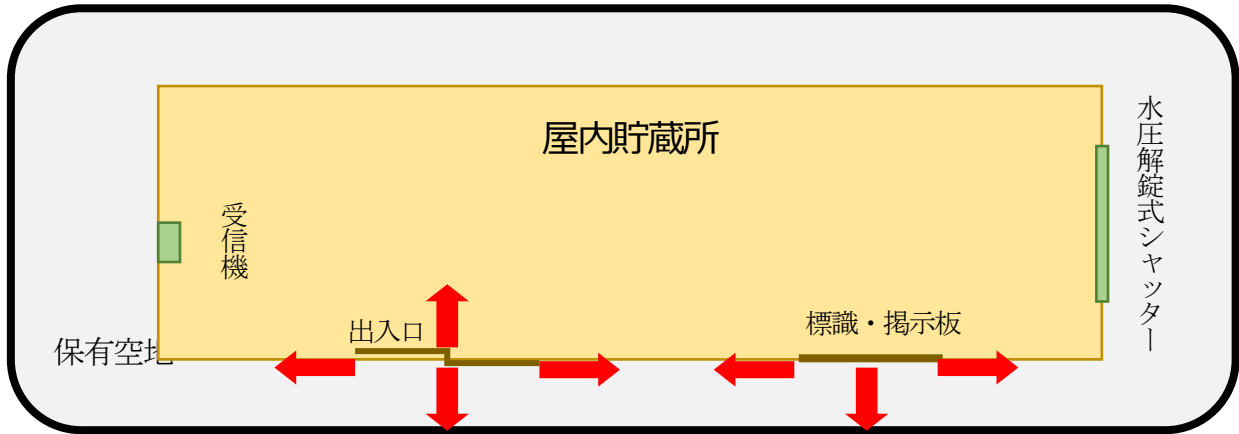 屋内貯蔵所
水圧解錠式シャッター
受信機
出入口
標識・掲示板
保有空地